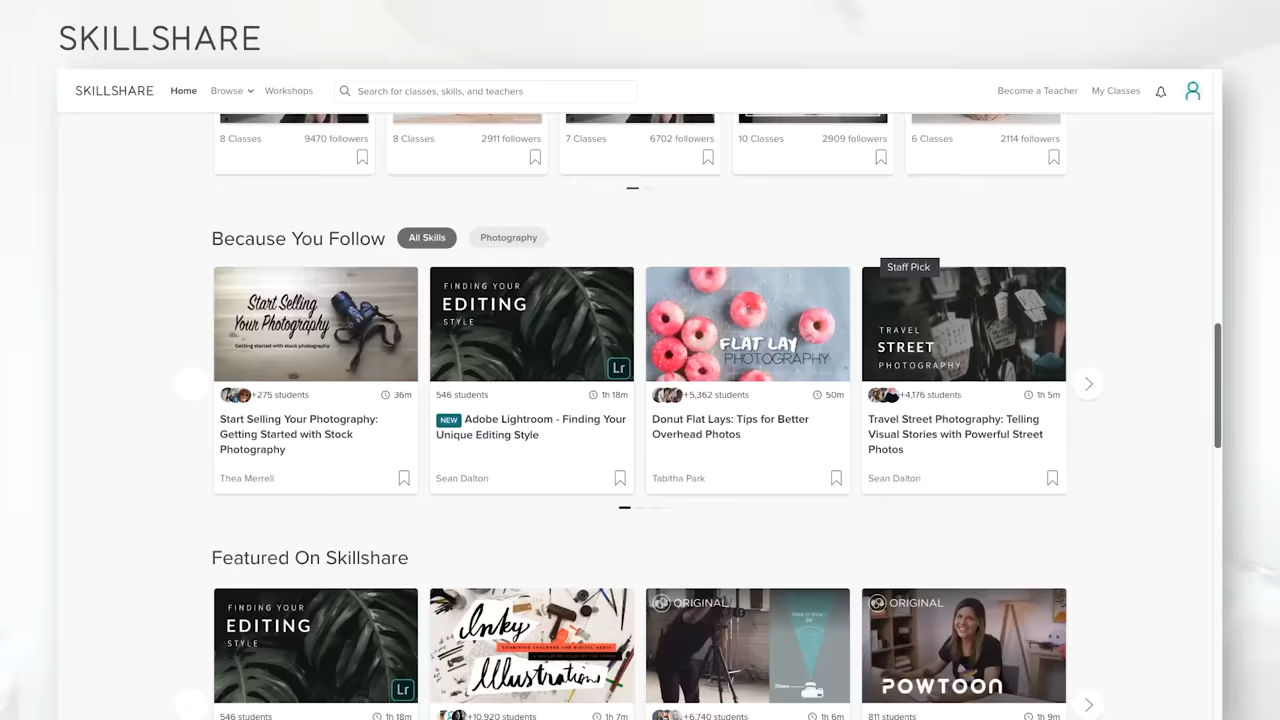 SKILLSHARE
SKILLSHARE Home Browse Workshops Search for classes, skills, and teachers Become a Teacher My Classes
8 Classes 9470 followers 8 Classes 2911 followers 7 Classes 6702 followers 10 Classes 2909 followers 6 Classes 2114 followers
Because You Follow All Skills Photography
Start Selling
Your Photography
Getting started with stock photography
+275 students 36m
Start Selling Your Photography:
Getting Started with Stock
Photography
Thea Merrell
FINDING YOUR
EDITING
STYLE
Lr
546 students 1h 18m
NEW Adobe Lightroom - Finding Your
Unique Editing Style
Sean Dalton
FLAT LAY
PHOTOGRAPHY
+5,362 students 50m
Donut Flat Lays: Tips for Better
Overhead Photos
Tabitha Park
Staff Pick
TRAVEL
STREET
PHOTOGRAPHY
+4,176 students 1h 5m
Travel Street Photography: Telling
Visual Stories with Powerful Street
Photos
Sean Dalton
Featured On Skillshare
FINDING YOUR
EDITING
STYLE
Lr
546 students 1h 18m
Inky
COMBINING ANALOGUE AND DIGITAL MEDIA
Illustrations
+10,920 students 1h 7m
ORIGINAL
+6,740 students 1h 6m
ORIGINAL
POWTOON
811 students 1h 9m